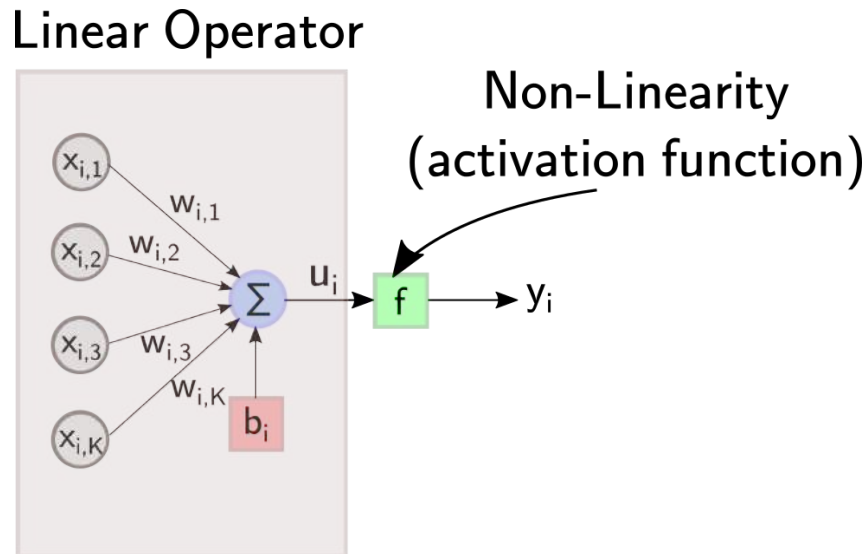 Linear Operator
Non-Linearity
(activation function)
x_{i,1}
w_{i,1}
x_{i,2}
w_{i,2}
u_i
Σ
f
y_i
x_{i,3}
w_{i,3}
w_{i,K}
x_{i,K}
b_i